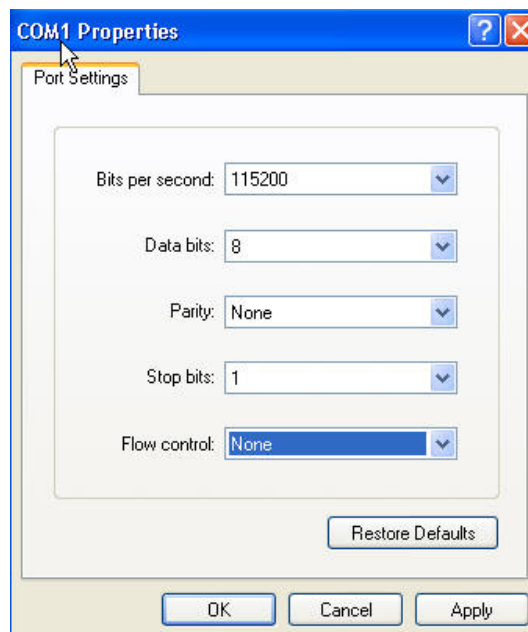 COM1 Properties
Port Settings
Bits per second: 115200
Data bits: 8
Parity: None
Stop bits: 1
Flow control: None
Restore Defaults
OK Cancel Apply